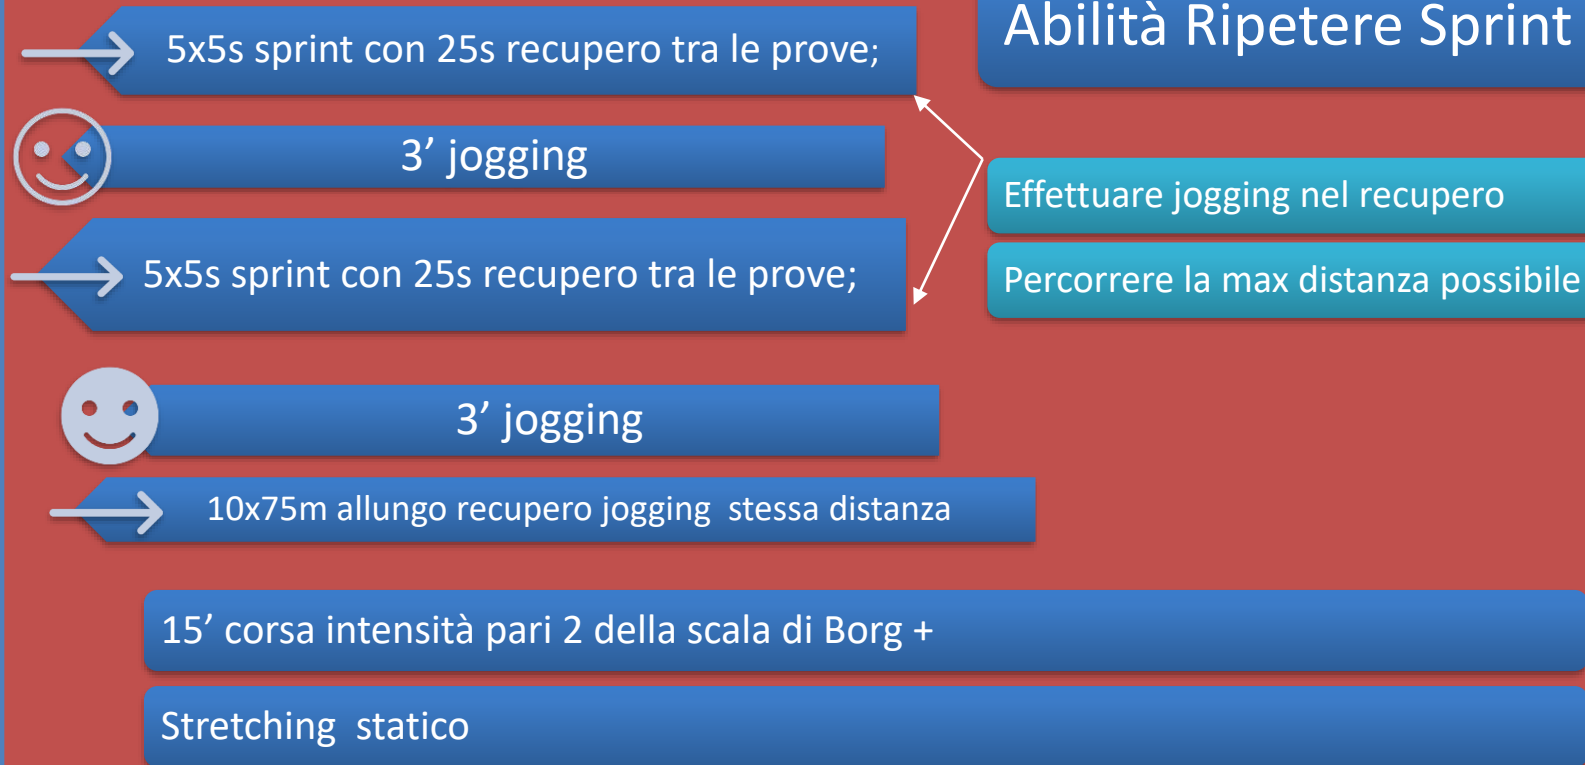 Abilità Ripetere Sprint
5x5s sprint con 25s recupero tra le prove;
3’ jogging
Effettuare jogging nel recupero
5x5s sprint con 25s recupero tra le prove;
Percorrere la max distanza possibile
3’ jogging
10x75m allungo recupero jogging  stessa distanza
15’ corsa intensità pari 2 della scala di Borg +
Stretching  statico